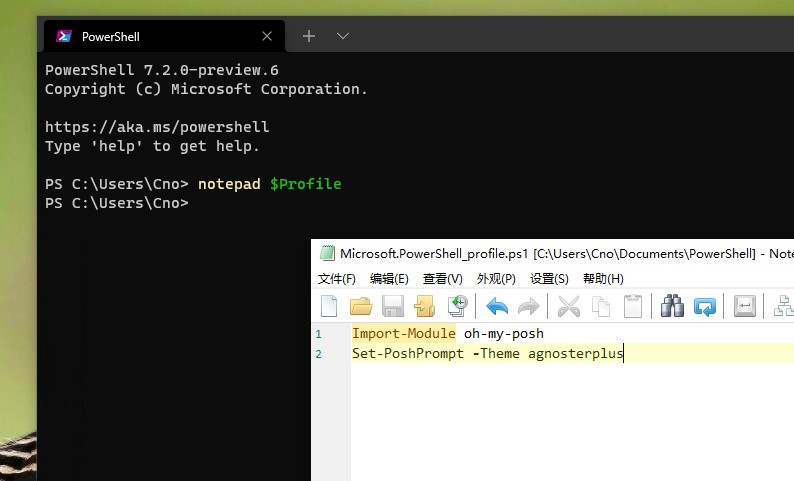 PowerShell
PowerShell 7.2.0-preview.6
Copyright (c) Microsoft Corporation.
https://aka.ms/powershell
Type 'help' to get help.
PS C:\Users\Cno> notepad $Profile
PS C:\Users\Cno>
Microsoft.PowerShell_profile.ps1 [C:\Users\Cno\Documents\PowerShell] - Note
文件(F) 编辑(E) 查看(V) 外观(P) 设置(S) 帮助(H)
1 Import-Module oh-my-posh
2 Set-PoshPrompt -Theme agnosterplus